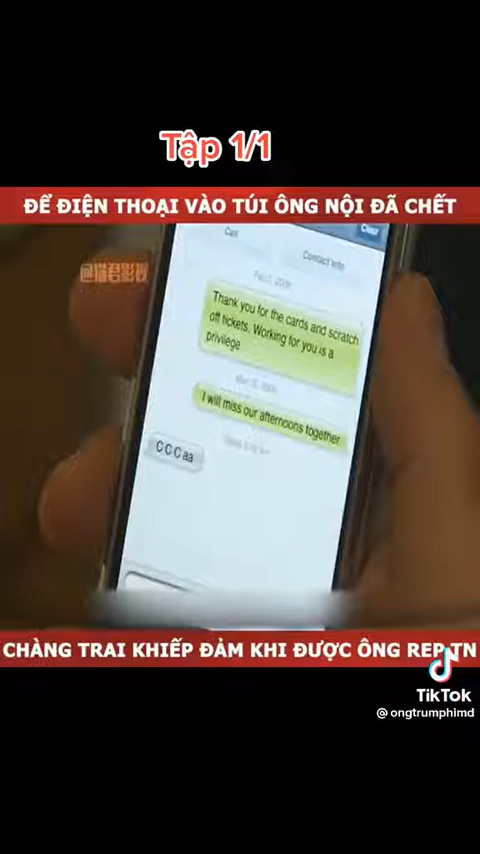 Tập 1/1
ĐỂ ĐIỆN THOẠI VÀO TÚI ÔNG NỘI ĐÃ CHẾT
Call
Contact Info
Clear
Thank you for the cards and scratch
off tickets. Working for you is a
privilege
I will miss our afternoons together
C C C aa
CHÀNG TRAI KHIẾP ĐẢM KHI ĐƯỢC ÔNG REP TN
TikTok
@ ongtrumphimd